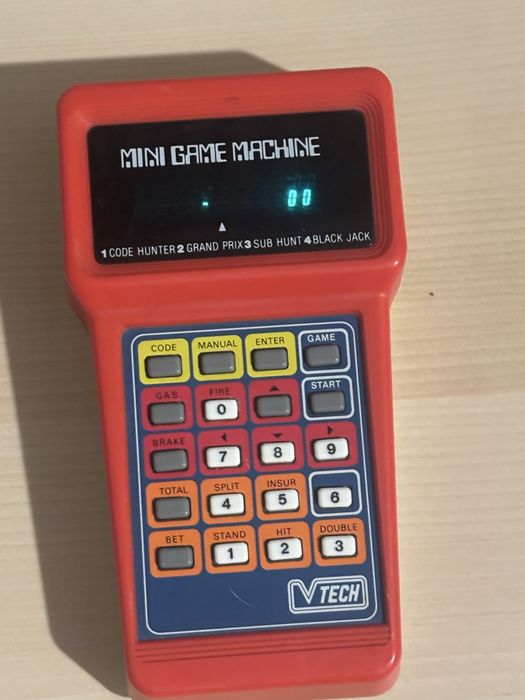 MINI GAME MACHINE
00
1 CODE HUNTER 2 GRAND PRIX 3 SUB HUNT 4 BLACK JACK
CODE MANUAL ENTER GAME
GAS FIRE START
0
BRAKE
7 8 9
TOTAL SPLIT INSUR
4 5 6
BET STAND HIT DOUBLE
1 2 3
VTECH